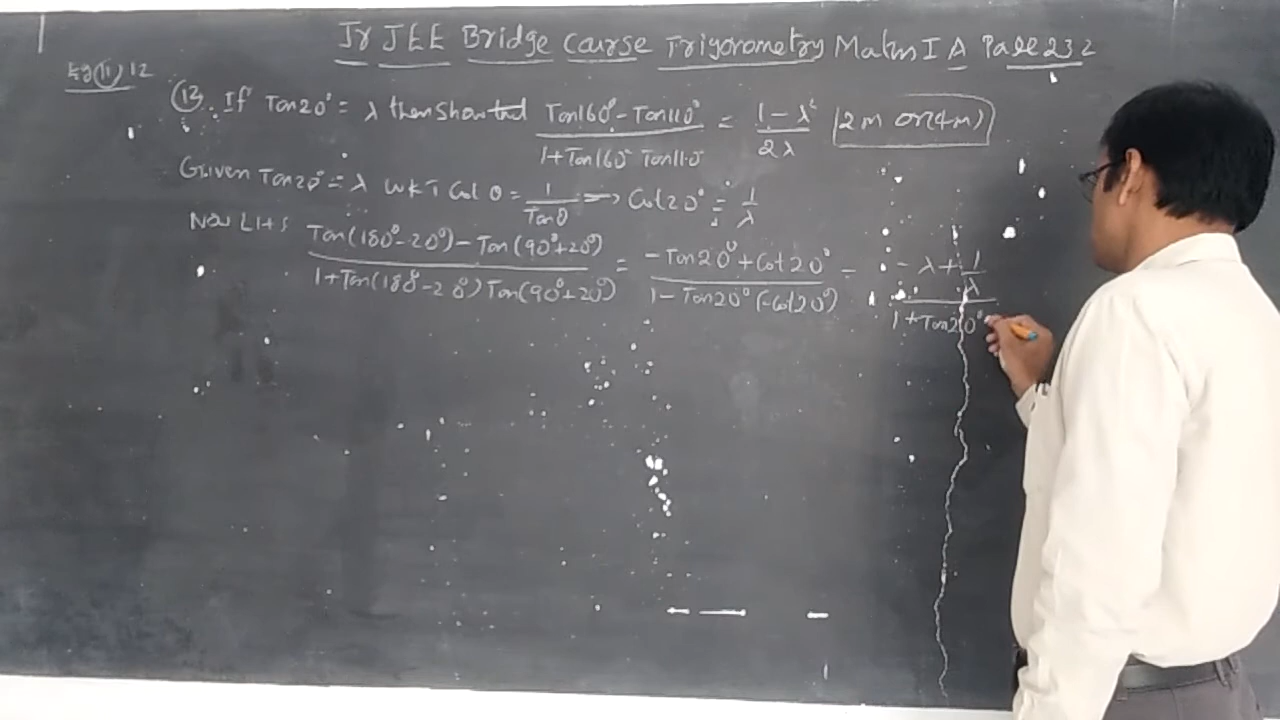 Jr JEE Bridge Course Trigonometry Maths I A Page 232
12
(13). If Tan20° = λ then show that (Tan160° - Tan110°)/(1+Tan160° Tan110°) = (1-λ²)/(2λ) (2M or (4M)
Given Tan20° = λ WKT Cot θ = 1/Tanθ => Cot20° = 1/λ
Now LHS (Tan(180°-20°) - Tan(90°+20°))/(1+Tan(180°-20°) Tan(90°+20°)) = (-Tan20°+Cot20°)/(1-Tan20° (-Cot20°)) = (-λ+1/λ)/(1+Tan20°